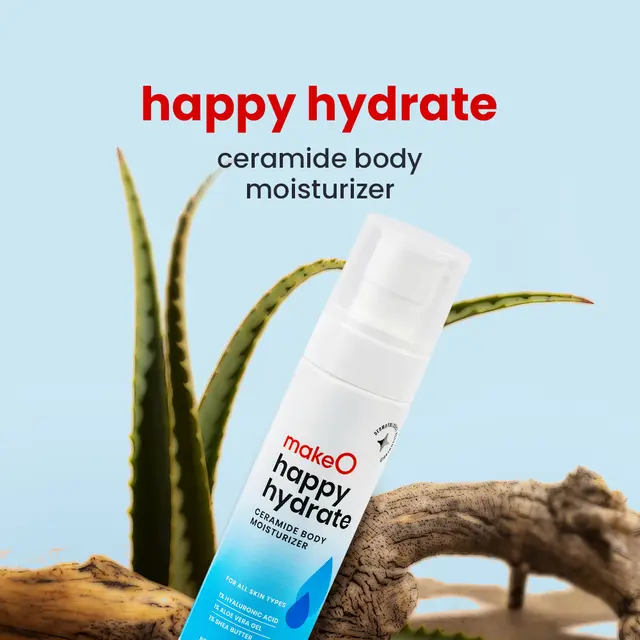 happy hydrate
ceramide body
moisturizer
makeO
happy
hydrate
CERAMIDE BODY
MOISTURIZER
FOR ALL SKIN TYPES
1% HYALURONIC ACID
1% ALOE VERA GEL
1% SHEA BUTTER